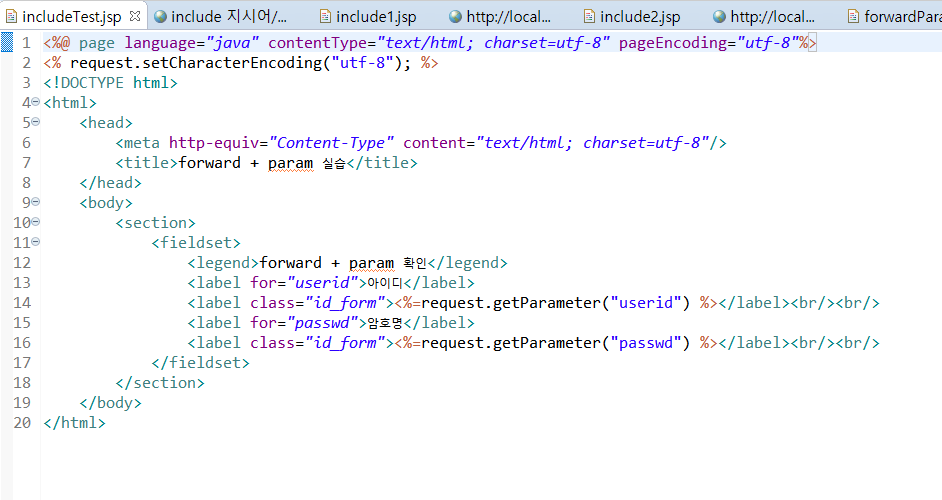 includeTest.jsp include 지시어/... include1.jsp http://local... include2.jsp http://local... forwardPara
1 <%@ page language="java" contentType="text/html; charset=utf-8" pageEncoding="utf-8"%>
2 <% request.setCharacterEncoding("utf-8"); %>
3 <!DOCTYPE html>
4 <html>
5 <head>
6 <meta http-equiv="Content-Type" content="text/html; charset=utf-8"/>
7 <title>forward + param 실습</title>
8 </head>
9 <body>
10 <section>
11 <fieldset>
12 <legend>forward + param 확인</legend>
13 <label for="userid">아이디</label>
14 <label class="id_form"><%=request.getParameter("userid") %></label><br/><br/>
15 <label for="passwd">암호명</label>
16 <label class="id_form"><%=request.getParameter("passwd") %></label><br/><br/>
17 </fieldset>
18 </section>
19 </body>
20 </html>